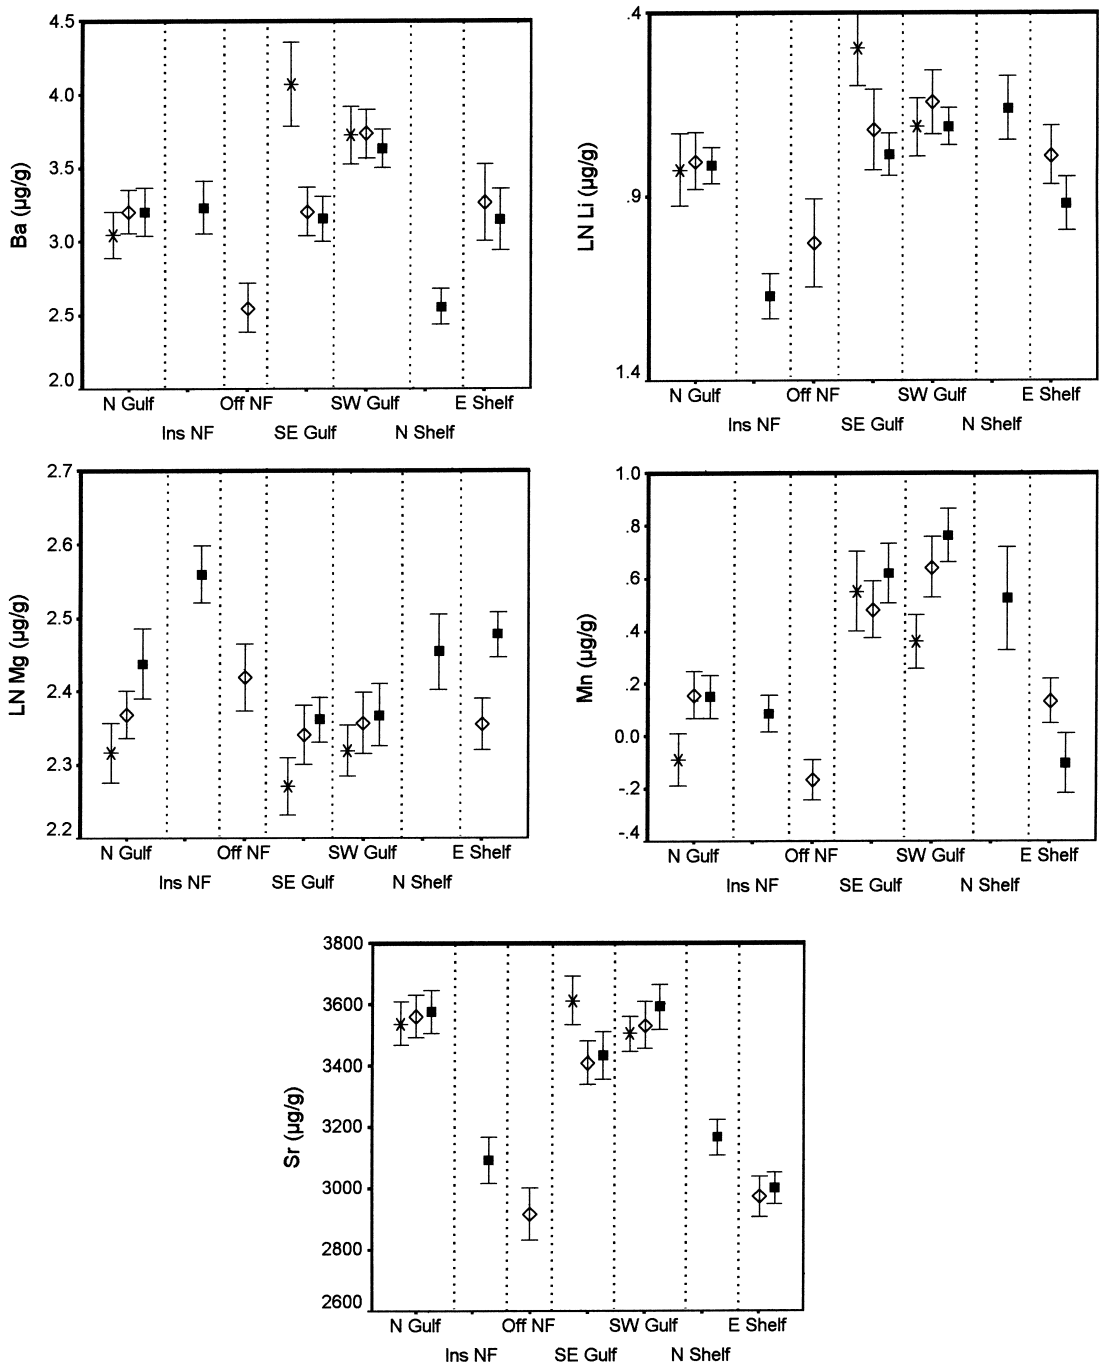 4.5
4.0
3.5
3.0
2.5
2.0
Ba (µg/g)
N Gulf
Off NF
SW Gulf
E Shelf
Ins NF
SE Gulf
N Shelf
.4
.9
1.4
LN Li (µg/g)
N Gulf
Off NF
SW Gulf
E Shelf
Ins NF
SE Gulf
N Shelf
2.7
2.6
2.5
2.4
2.3
2.2
LN Mg (µg/g)
N Gulf
Off NF
SW Gulf
E Shelf
Ins NF
SE Gulf
N Shelf
1.0
.8
.6
.4
.2
0.0
-.2
-.4
Mn (µg/g)
N Gulf
Off NF
SW Gulf
E Shelf
Ins NF
SE Gulf
N Shelf
3800
3600
3400
3200
3000
2800
2600
Sr (µg/g)
N Gulf
Off NF
SW Gulf
E Shelf
Ins NF
SE Gulf
N Shelf